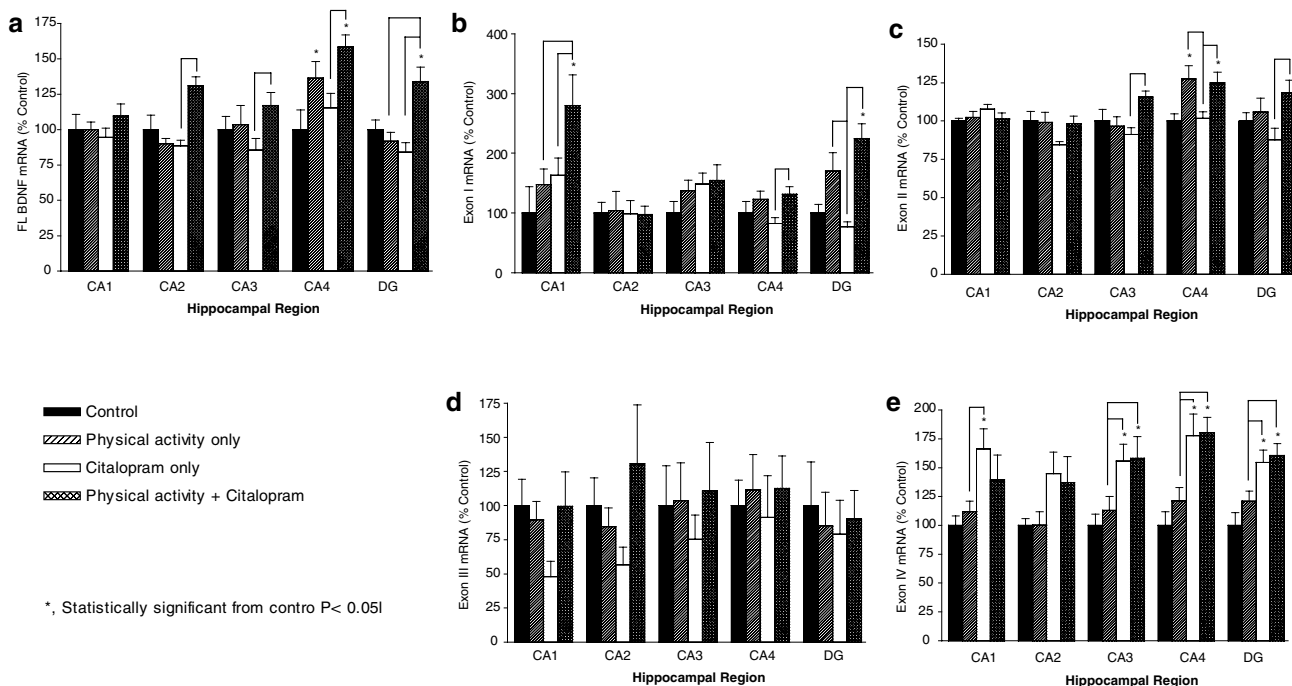 a
FL BDNF mRNA (% Control)
175
150
125
100
75
50
25
0
*
*
*
CA1 CA2 CA3 CA4 DG
Hippocampal Region
b
Exon I mRNA (% Control)
400
300
200
100
0
*
*
CA1 CA2 CA3 CA4 DG
Hippocampal Region
c
Exon II mRNA (% Control)
150
125
100
75
50
25
0
*
*
CA1 CA2 CA3 CA4 DG
Hippocampal Region
Control
Physical activity only
Citalopram only
Physical activity + Citalopram
*, Statistically significant from contro P< 0.05l
d
Exon III mRNA (% Control)
175
150
125
100
75
50
25
0
CA1 CA2 CA3 CA4 DG
Hippocampal Region
e
Exon IV mRNA (% Control)
200
175
150
125
100
75
50
25
0
*
*
*
*
*
*
*
CA1 CA2 CA3 CA4 DG
Hippocampal Region